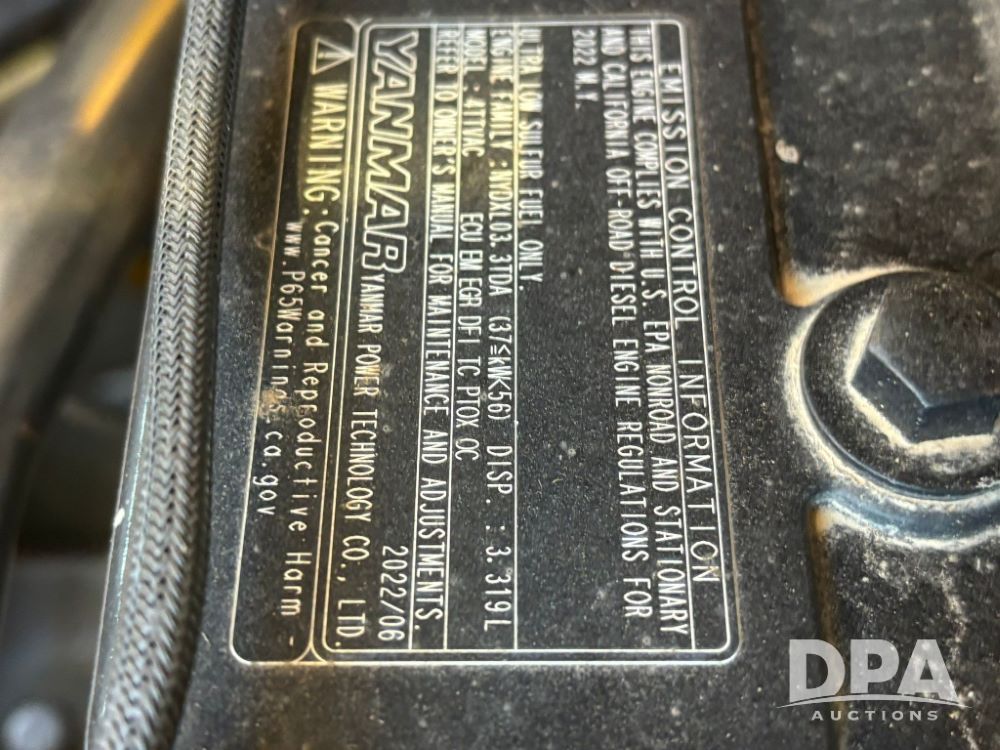 EMISSION CONTROL INFORMATION
THIS ENGINE COMPLIES WITH U.S. EPA NONROAD AND STATIONARY
AND CALIFORNIA OFF-ROAD DIESEL ENGINE REGULATIONS FOR
2022 M.Y.
ULTRA LOW SULFUR FUEL ONLY.
ENGINE FAMILY : NYDXL03.3TDA (37≦kW<56) DISP. : 3.319L
MODEL : 4TTVAC ECU EM EGR DFI TC PTOX OC
REFER TO OWNER'S MANUAL FOR MAINTENANCE AND ADJUSTMENTS.
2022/06
YANMAR YANMAR POWER TECHNOLOGY CO., LTD.
⚠ WARNING: Cancer and Reproductive Harm -
www.P65Warnings.ca.gov
DPA
AUCTIONS